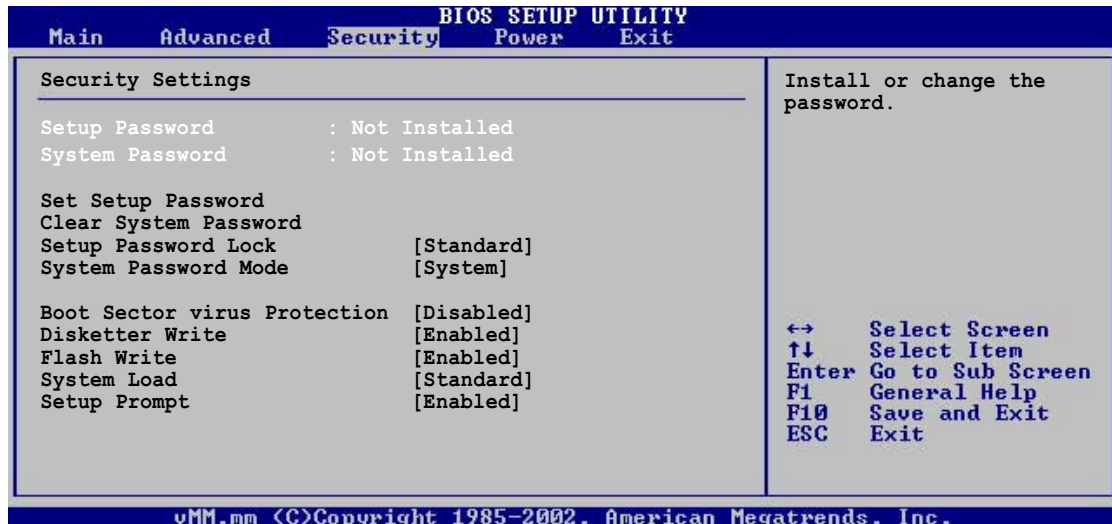 BIOS SETUP UTILITY
Main Advanced Security Power Exit
Security Settings
Setup Password : Not Installed
System Password : Not Installed
Set Setup Password
Clear System Password
Setup Password Lock [Standard]
System Password Mode [System]
Boot Sector virus Protection [Disabled]
Disketter Write [Enabled]
Flash Write [Enabled]
System Load [Standard]
Setup Prompt [Enabled]
Install or change the
password.
←→ Select Screen
↑↓ Select Item
Enter Go to Sub Screen
F1 General Help
F10 Save and Exit
ESC Exit
vMM.mm (C)Copyright 1985-2002, American Megatrends, Inc.